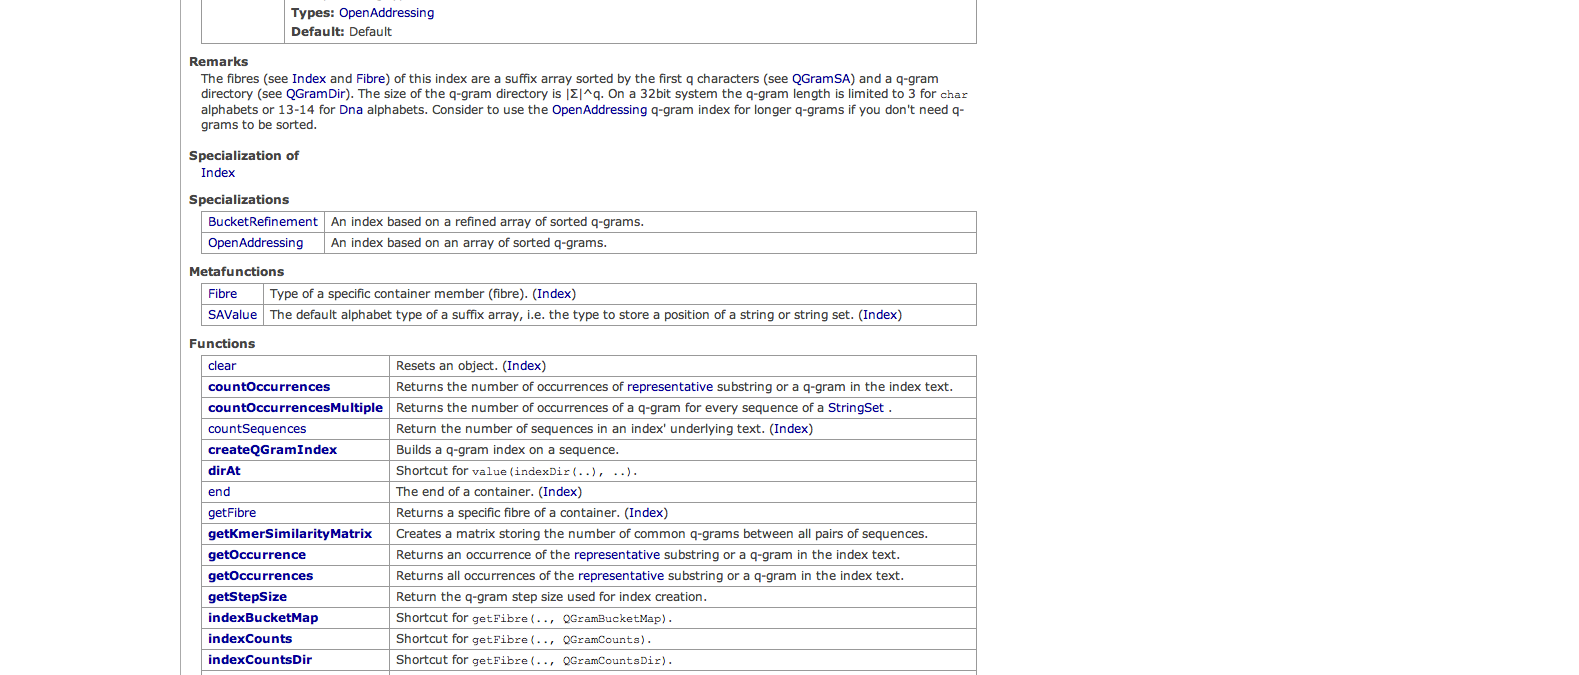 Types: OpenAddressing
Default: Default
Remarks
The fibres (see Index and Fibre) of this index are a suffix array sorted by the first q characters (see QGramSA) and a q-gram
directory (see QGramDir). The size of the q-gram directory is |Σ|^q. On a 32bit system the q-gram length is limited to 3 for char
alphabets or 13-14 for Dna alphabets. Consider to use the OpenAddressing q-gram index for longer q-grams if you don't need q-
grams to be sorted.
Specialization of
Index
Specializations
BucketRefinement An index based on a refined array of sorted q-grams.
OpenAddressing An index based on an array of sorted q-grams.
Metafunctions
Fibre Type of a specific container member (fibre). (Index)
SAValue The default alphabet type of a suffix array, i.e. the type to store a position of a string or string set. (Index)
Functions
clear Resets an object. (Index)
countOccurrences Returns the number of occurrences of representative substring or a q-gram in the index text.
countOccurrencesMultiple Returns the number of occurrences of a q-gram for every sequence of a StringSet .
countSequences Return the number of sequences in an index' underlying text. (Index)
createQGramIndex Builds a q-gram index on a sequence.
dirAt Shortcut for value(indexDir(..), ..).
end The end of a container. (Index)
getFibre Returns a specific fibre of a container. (Index)
getKmerSimilarityMatrix Creates a matrix storing the number of common q-grams between all pairs of sequences.
getOccurrence Returns an occurrence of the representative substring or a q-gram in the index text.
getOccurrences Returns all occurrences of the representative substring or a q-gram in the index text.
getStepSize Return the q-gram step size used for index creation.
indexBucketMap Shortcut for getFibre(.., QGramBucketMap).
indexCounts Shortcut for getFibre(.., QGramCounts).
indexCountsDir Shortcut for getFibre(.., QGramCountsDir).